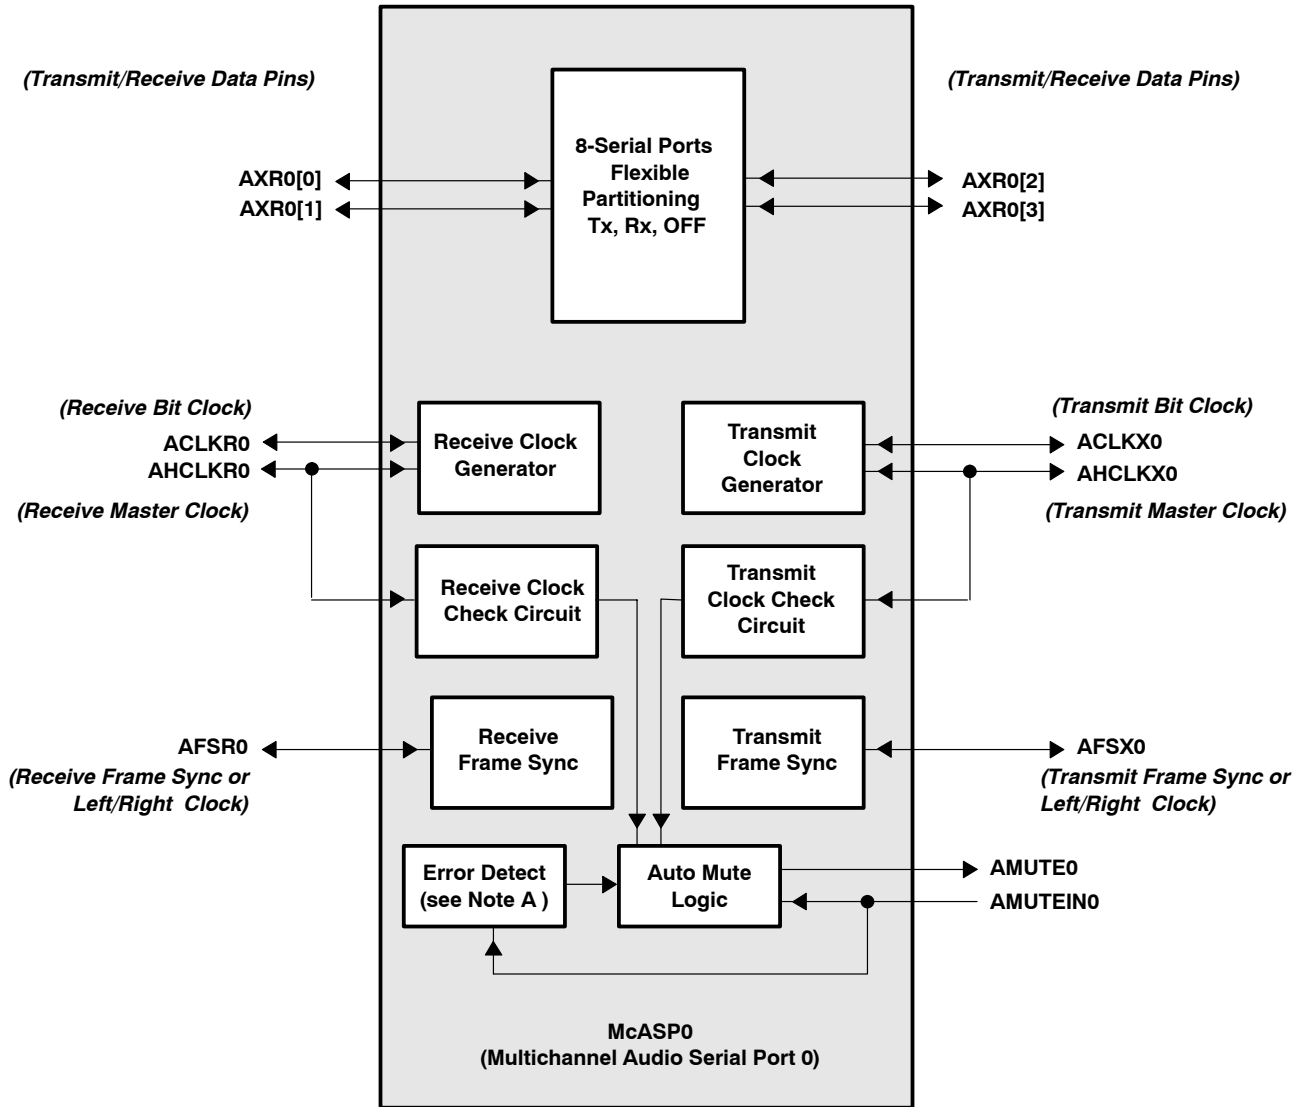 (Transmit/Receive Data Pins)
(Transmit/Receive Data Pins)
8-Serial Ports
Flexible
Partitioning
Tx, Rx, OFF
AXR0[0]
AXR0[1]
AXR0[2]
AXR0[3]
(Receive Bit Clock)
ACLKR0
AHCLKR0
(Receive Master Clock)
Receive Clock
Generator
Transmit
Clock
Generator
(Transmit Bit Clock)
ACLKX0
AHCLKX0
(Transmit Master Clock)
Receive Clock
Check Circuit
Transmit
Clock Check
Circuit
AFSR0
(Receive Frame Sync or
Left/Right Clock)
Receive
Frame Sync
Transmit
Frame Sync
AFSX0
(Transmit Frame Sync or
Left/Right Clock)
Error Detect
(see Note A )
Auto Mute
Logic
AMUTE0
AMUTEIN0
McASP0
(Multichannel Audio Serial Port 0)